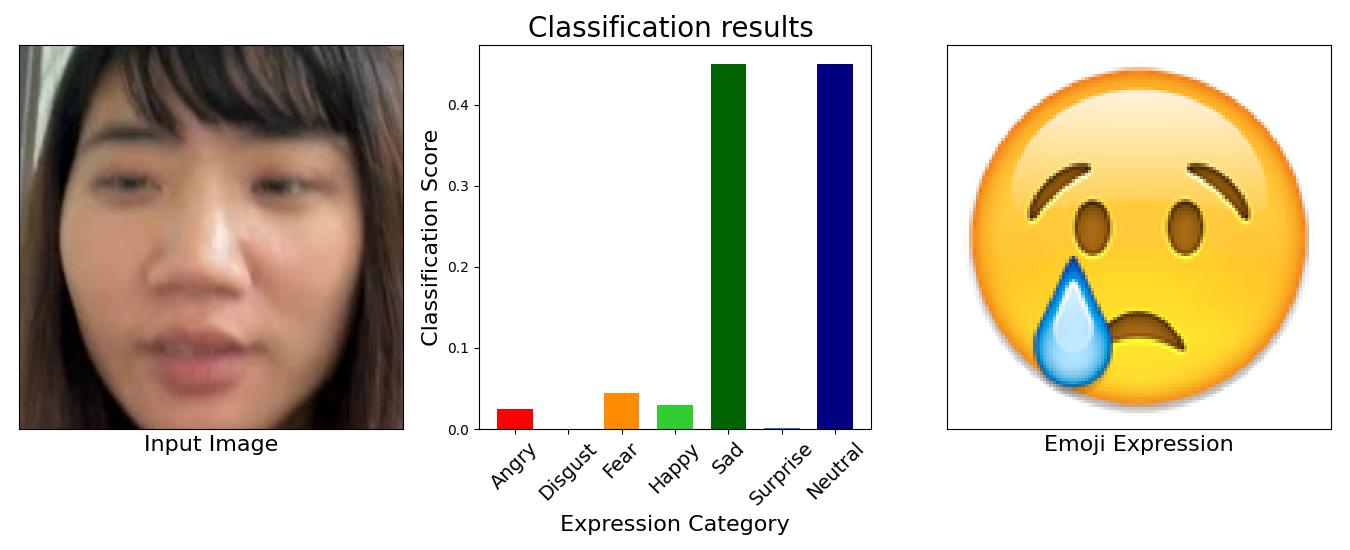 Classification results
Classification Score
0.4
0.3
0.2
0.1
0.0
Angry
Disgust
Fear
Happy
Sad
Surprise
Neutral
Expression Category
Input Image
Emoji Expression